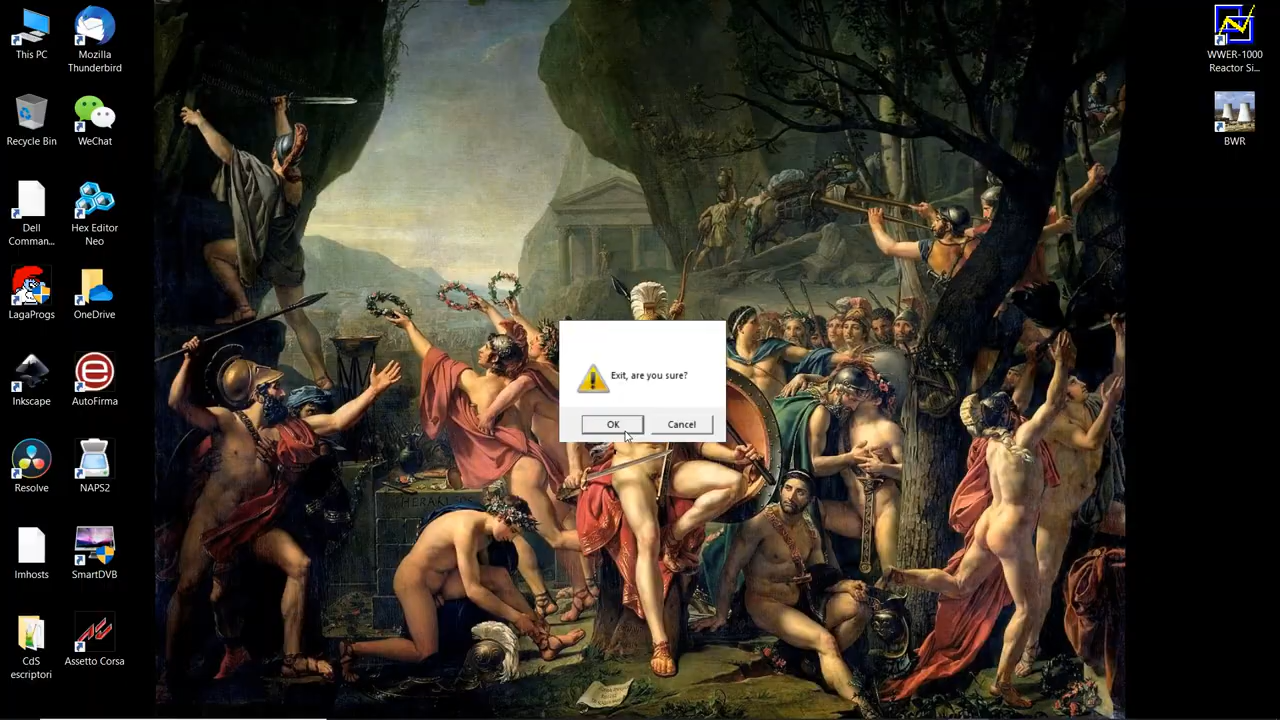 This PC
Mozilla
Thunderbird
Recycle Bin
WeChat
Dell
Comman...
Hex Editor
Neo
LagaProgs
OneDrive
Inkscape
AutoFirma
Resolve
NAPS2
lmhosts
SmartDVB
CdS
escriptori
Assetto Corsa
WWER-1000
Reactor Si...
BWR
Exit, are you sure?
OK
Cancel